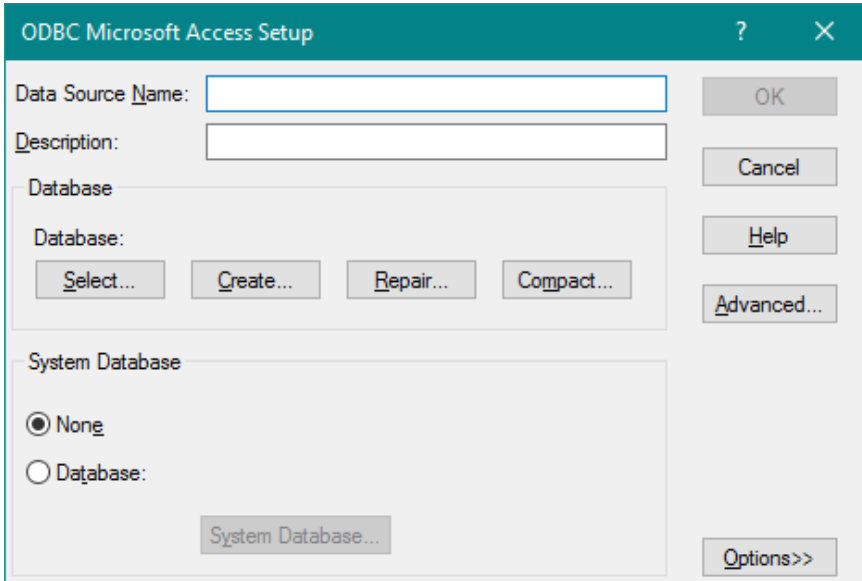 ODBC Microsoft Access Setup ?
Data Source Name:
OK
Description:
Cancel
Database
Database:
Help
Select... Create... Repair... Compact...
Advanced...
System Database
None
Database:
System Database...
Options>>